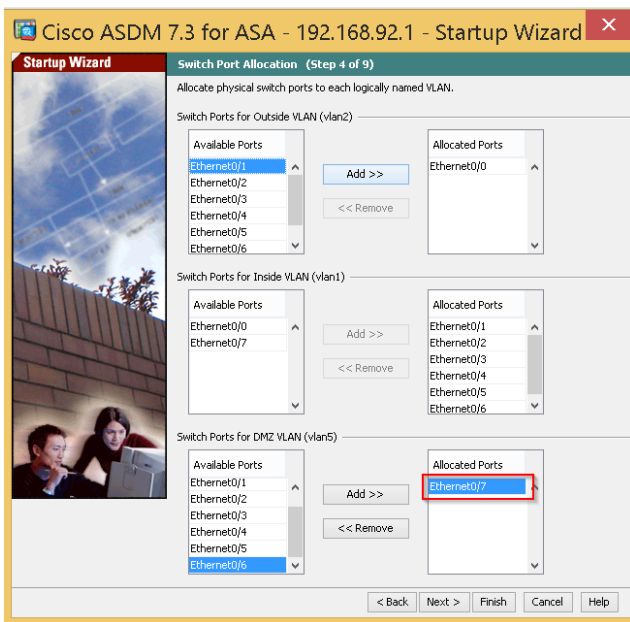 Cisco ASDM 7.3 for ASA - 192.168.92.1 - Startup Wizard
Startup Wizard
Switch Port Allocation (Step 4 of 9)
Allocate physical switch ports to each logically named VLAN.
Switch Ports for Outside VLAN (vlan2)
Available Ports
Ethernet0/1
Ethernet0/2
Ethernet0/3
Ethernet0/4
Ethernet0/5
Ethernet0/6
Add >>
<< Remove
Allocated Ports
Ethernet0/0
Switch Ports for Inside VLAN (vlan1)
Available Ports
Ethernet0/0
Ethernet0/7
Add >>
<< Remove
Allocated Ports
Ethernet0/1
Ethernet0/2
Ethernet0/3
Ethernet0/4
Ethernet0/5
Ethernet0/6
Switch Ports for DMZ VLAN (vlan5)
Available Ports
Ethernet0/1
Ethernet0/2
Ethernet0/3
Ethernet0/4
Ethernet0/5
Ethernet0/6
Add >>
<< Remove
Allocated Ports
Ethernet0/7
< Back Next > Finish Cancel Help